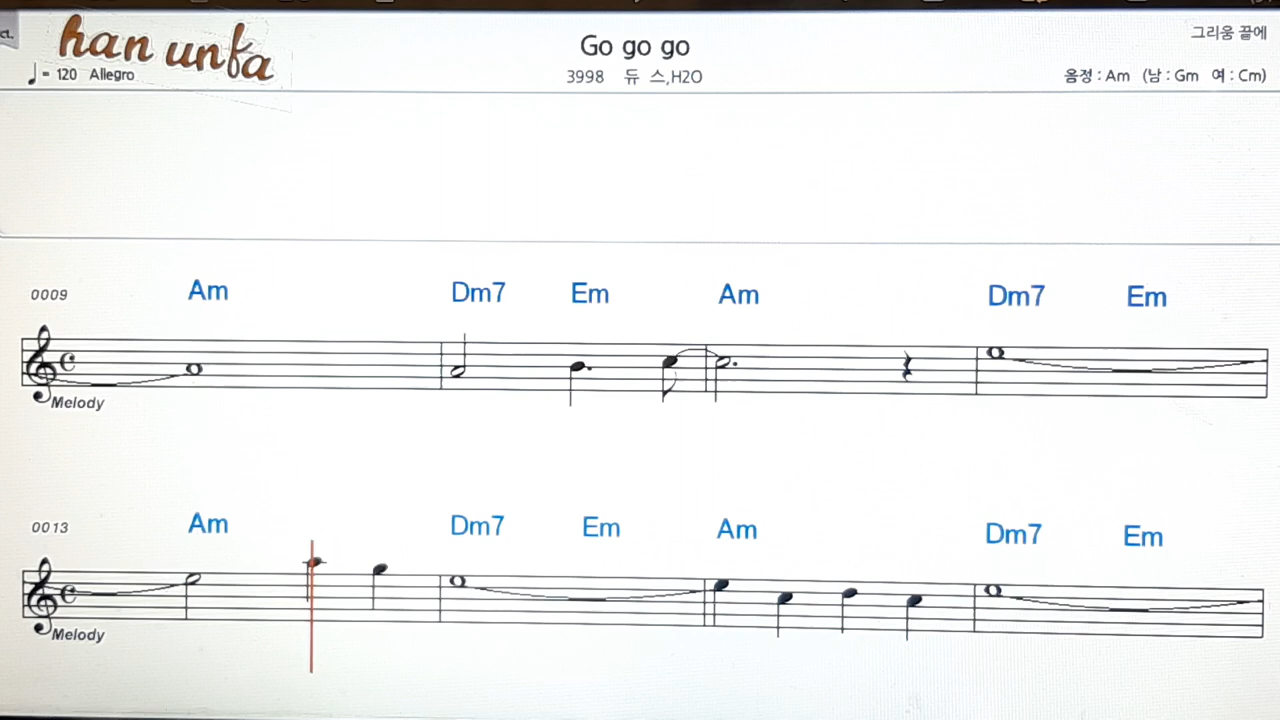 ct.
han unfa
Go go go
그리움 끝에
♩= 120 Allegro
3998 듀 스,H2O
음정 : Am (남 : Gm 여 : Cm)
0009 Am Dm7 Em Am Dm7 Em
Melody
0013 Am Dm7 Em Am Dm7 Em
Melody